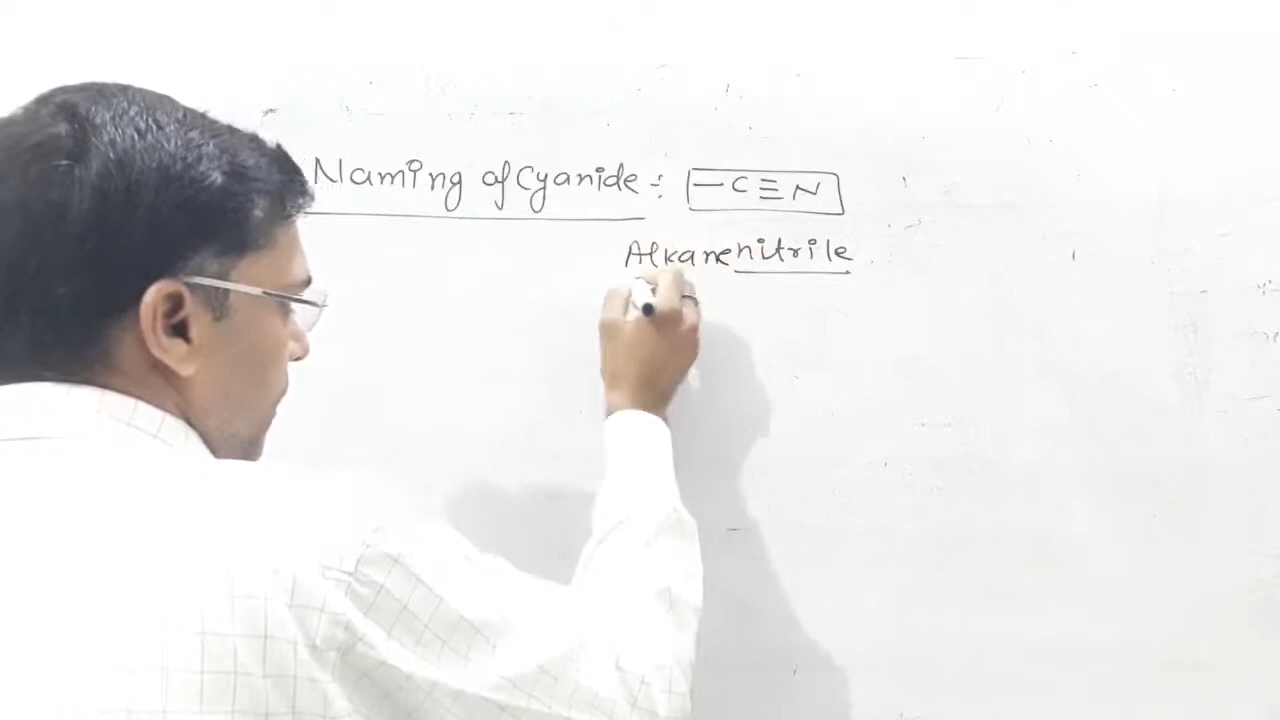 Naming of Cyanide :- —C≡N
Alkanenitrile